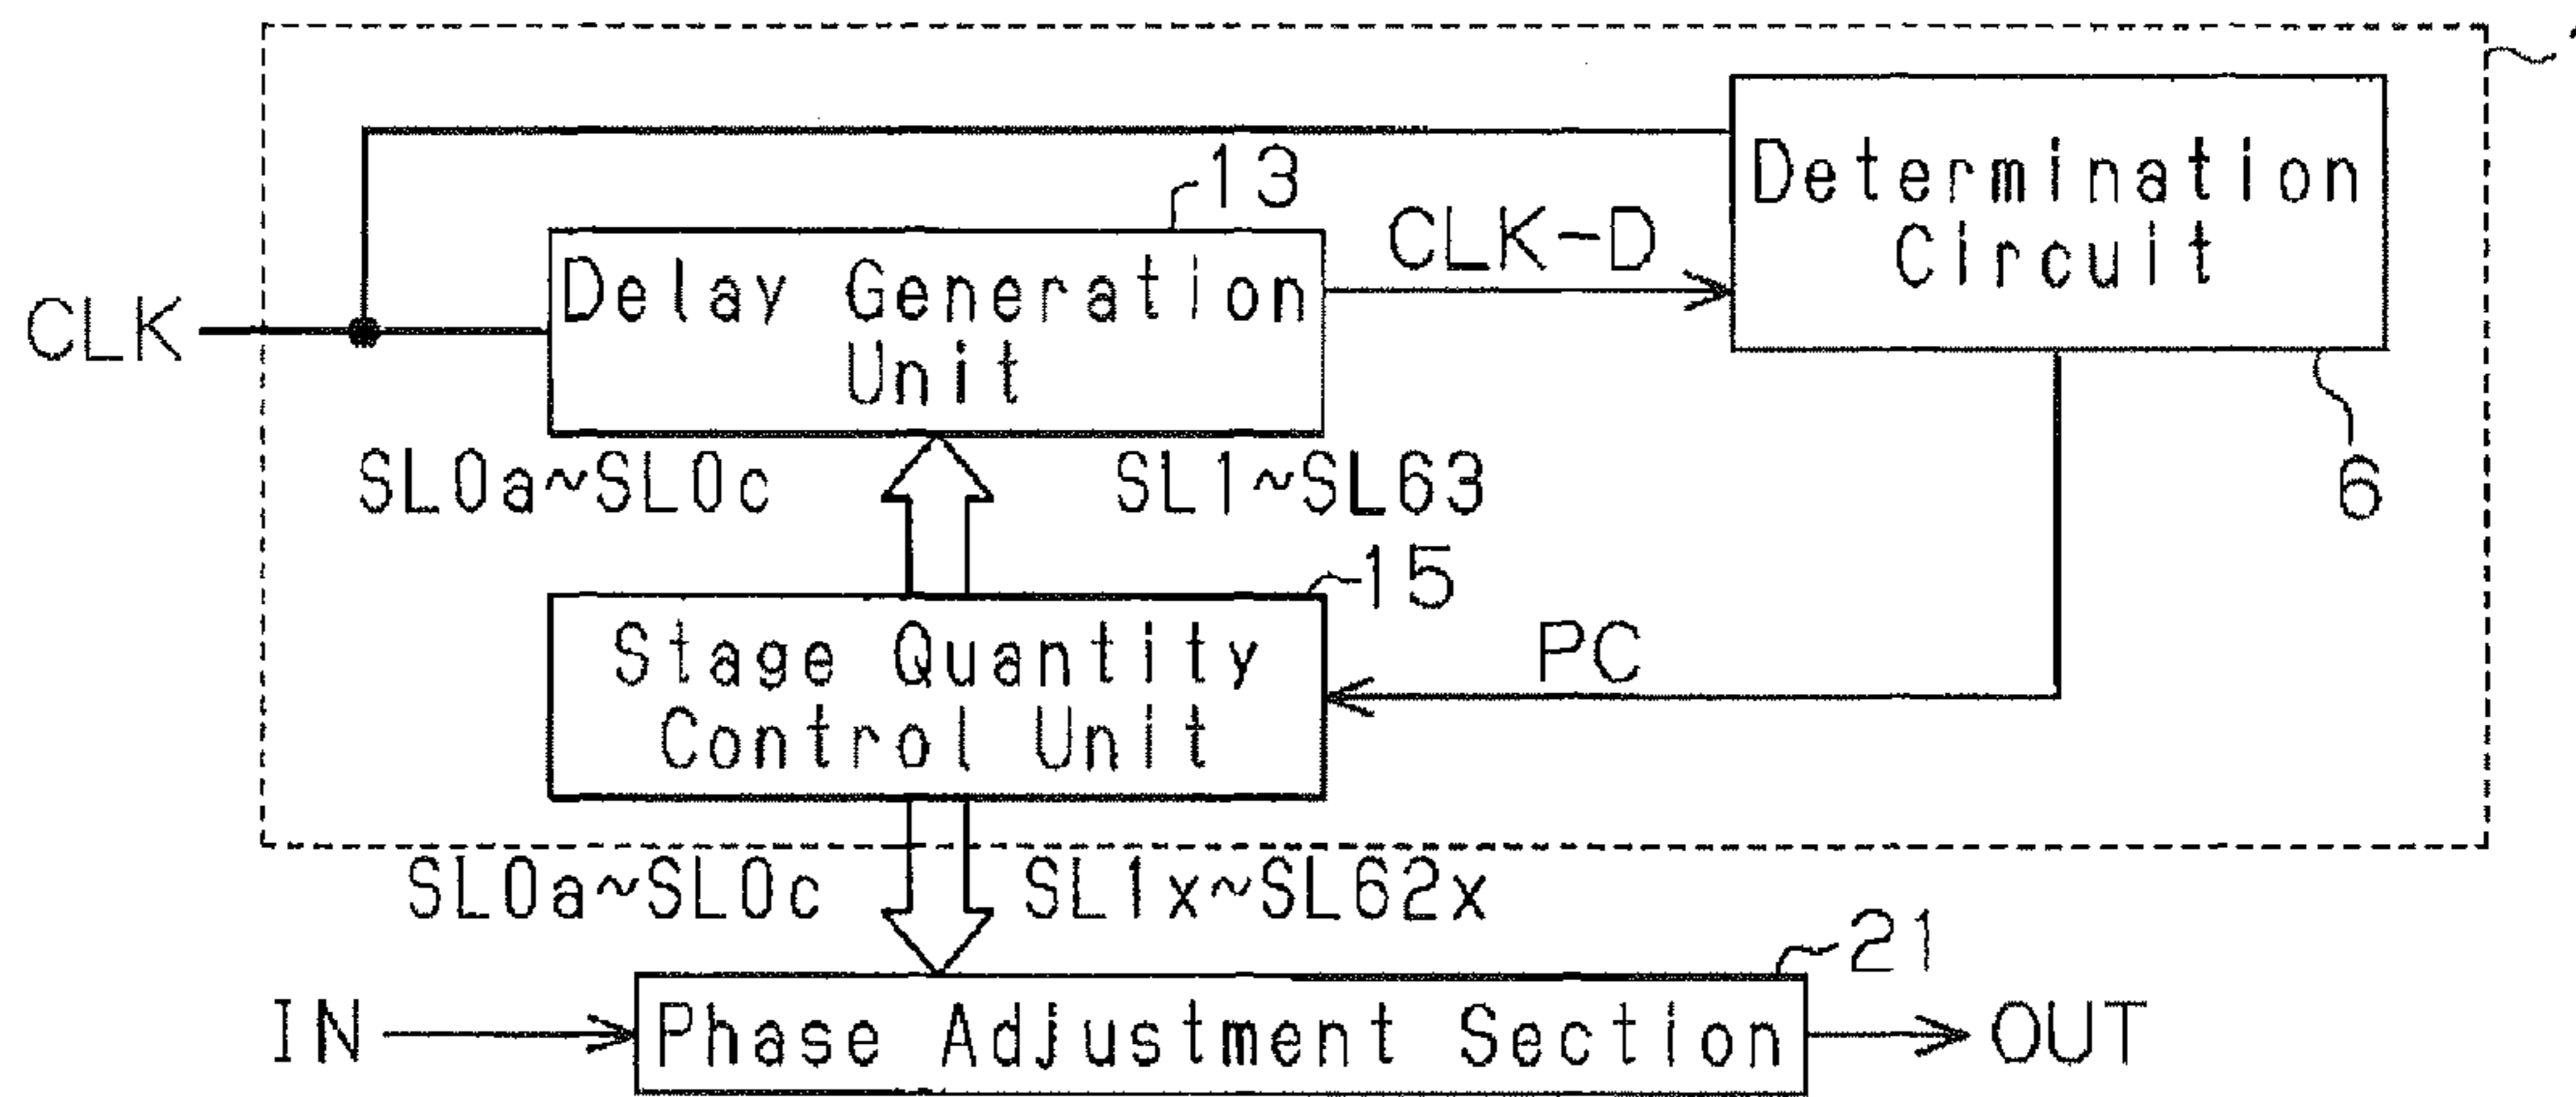 13
Determination
Circuit
CLK-D
Delay Generation
Unit
CLK
6
SL0a~SL0c
SL1~SL63
15
Stage Quantity
Control Unit
PC
SL0a~SL0c
SL1x~SL62x
21
IN
Phase Adjustment Section
OUT